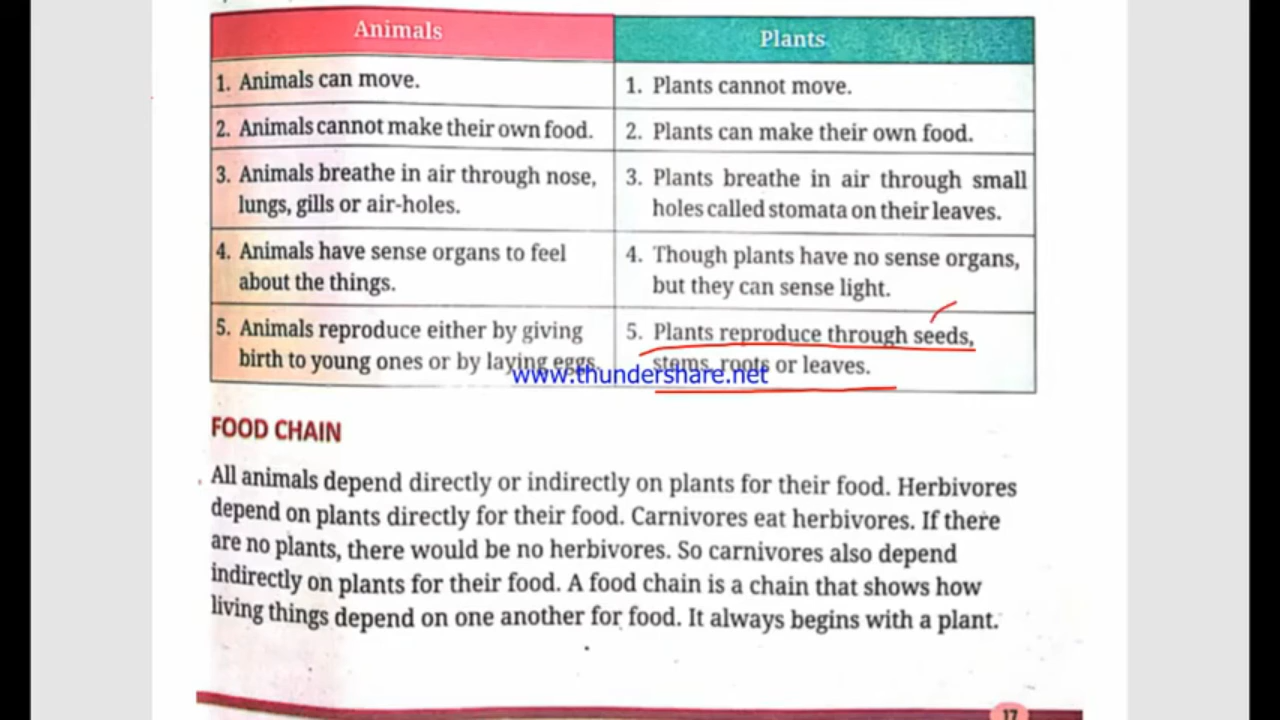 Animals
Plants
1. Animals can move.
1. Plants cannot move.
2. Animals cannot make their own food.
2. Plants can make their own food.
3. Animals breathe in air through nose,
lungs, gills or air-holes.
3. Plants breathe in air through small
holes called stomata on their leaves.
4. Animals have sense organs to feel
about the things.
4. Though plants have no sense organs,
but they can sense light.
5. Animals reproduce either by giving
birth to young ones or by laying eggs.
5. Plants reproduce through seeds,
stems, roots or leaves.
www.thundershare.net
FOOD CHAIN
All animals depend directly or indirectly on plants for their food. Herbivores
depend on plants directly for their food. Carnivores eat herbivores. If there
are no plants, there would be no herbivores. So carnivores also depend
indirectly on plants for their food. A food chain is a chain that shows how
living things depend on one another for food. It always begins with a plant.
17